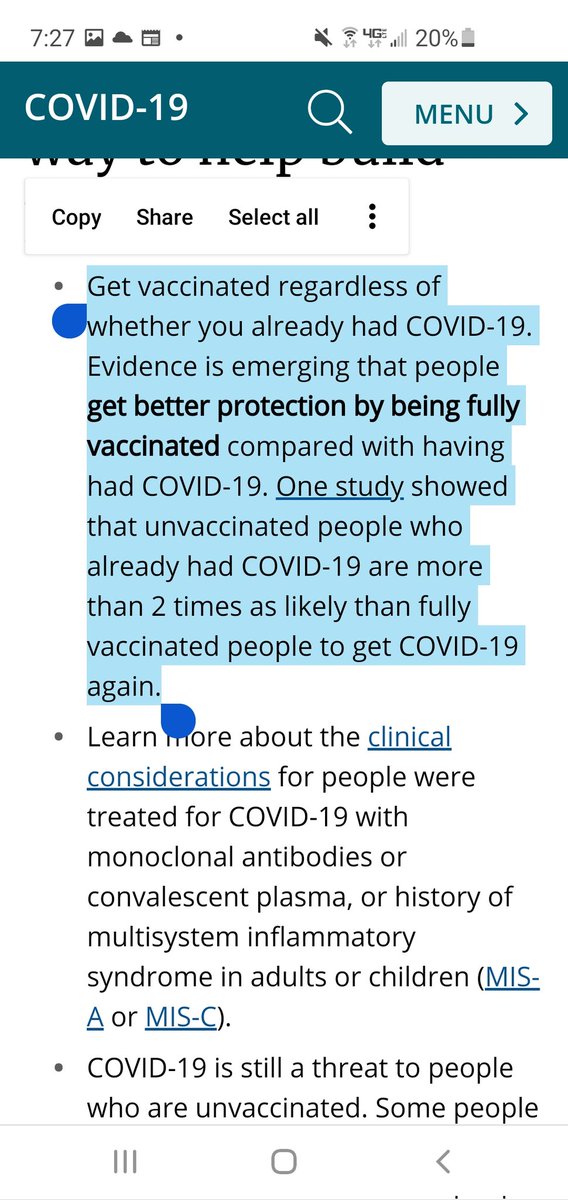 7:27 4GE 20%
COVID-19 MENU
way to help build
Copy Share Select all
Get vaccinated regardless of
whether you already had COVID-19.
Evidence is emerging that people
get better protection by being fully
vaccinated compared with having
had COVID-19. One study showed
that unvaccinated people who
already had COVID-19 are more
than 2 times as likely than fully
vaccinated people to get COVID-19
again.
Learn more about the clinical
considerations for people were
treated for COVID-19 with
monoclonal antibodies or
convalescent plasma, or history of
multisystem inflammatory
syndrome in adults or children (MIS-
A or MIS-C).
COVID-19 is still a threat to people
who are unvaccinated. Some people